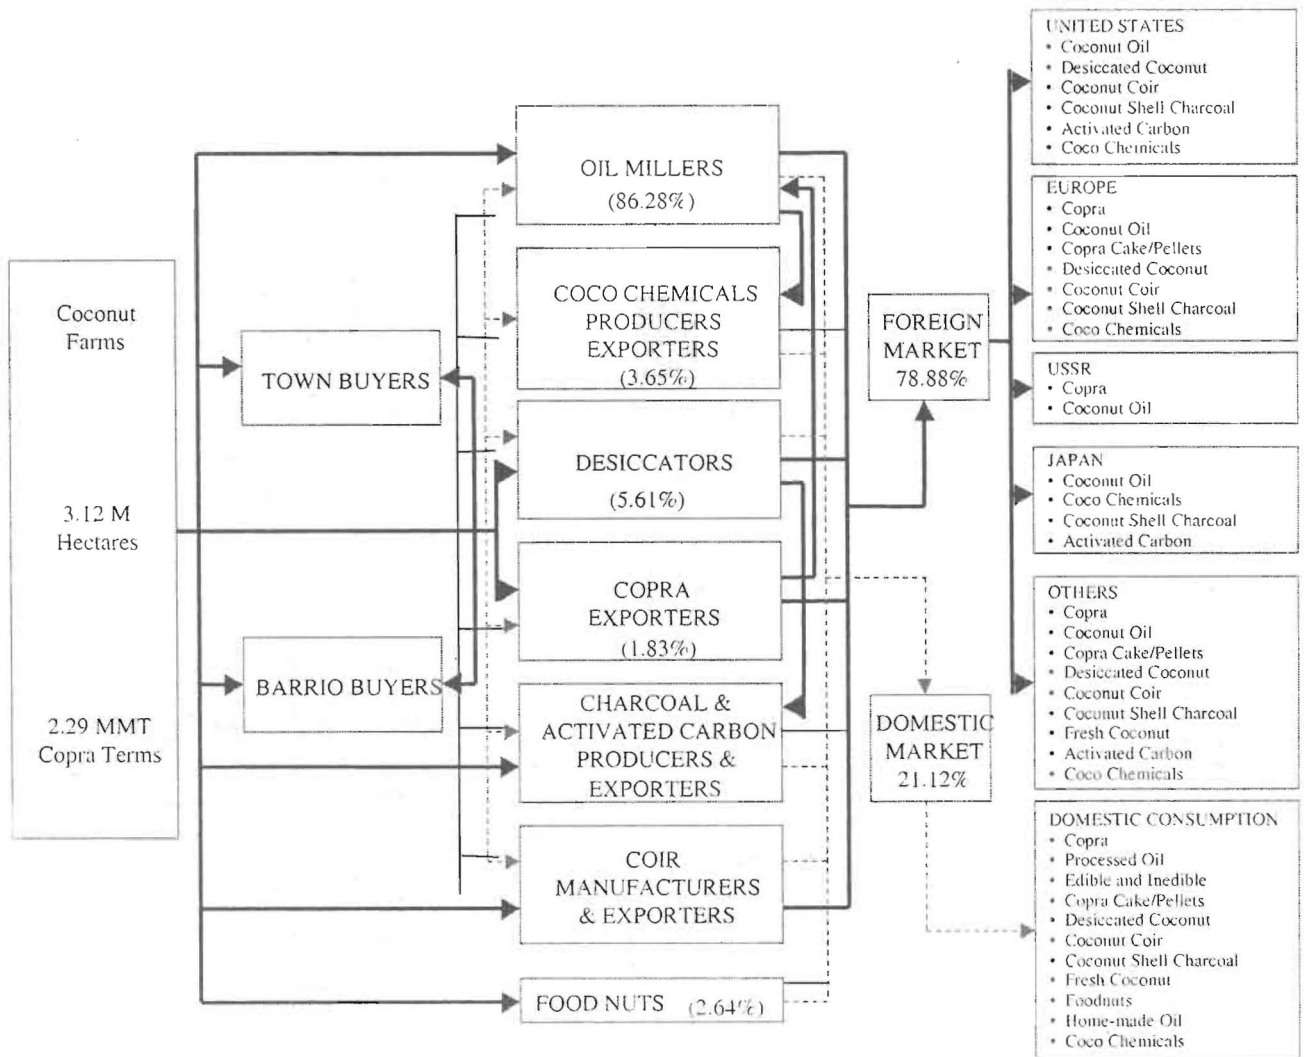 Coconut
Farms
3.12 M
Hectares
2.29 MMT
Copra Terms
TOWN BUYERS
BARRIO BUYERS
OIL MILLERS
(86.28%)
COCO CHEMICALS
PRODUCERS
EXPORTERS
(3.65%)
DESICCATORS
(5.61%)
COPRA
EXPORTERS
(1.83%)
CHARCOAL &
ACTIVATED CARBON
PRODUCERS &
EXPORTERS
COIR
MANUFACTURERS
& EXPORTERS
FOOD NUTS (2.64%)
FOREIGN
MARKET
78.88%
DOMESTIC
MARKET
21.12%
UNITED STATES
• Coconut Oil
• Desiccated Coconut
• Coconut Coir
• Coconut Shell Charcoal
• Activated Carbon
• Coco Chemicals
EUROPE
• Copra
• Coconut Oil
• Copra Cake/Pellets
• Desiccated Coconut
• Coconut Coir
• Coconut Shell Charcoal
• Coco Chemicals
USSR
• Copra
• Coconut Oil
JAPAN
• Coconut Oil
• Coco Chemicals
• Coconut Shell Charcoal
• Activated Carbon
OTHERS
• Copra
• Coconut Oil
• Copra Cake/Pellets
• Desiccated Coconut
• Coconut Coir
• Coconut Shell Charcoal
• Fresh Coconut
• Activated Carbon
• Coco Chemicals
DOMESTIC CONSUMPTION
• Copra
• Processed Oil
• Edible and Inedible
• Copra Cake/Pellets
• Desiccated Coconut
• Coconut Coir
• Coconut Shell Charcoal
• Fresh Coconut
• Foodnuts
• Home-made Oil
• Coco Chemicals